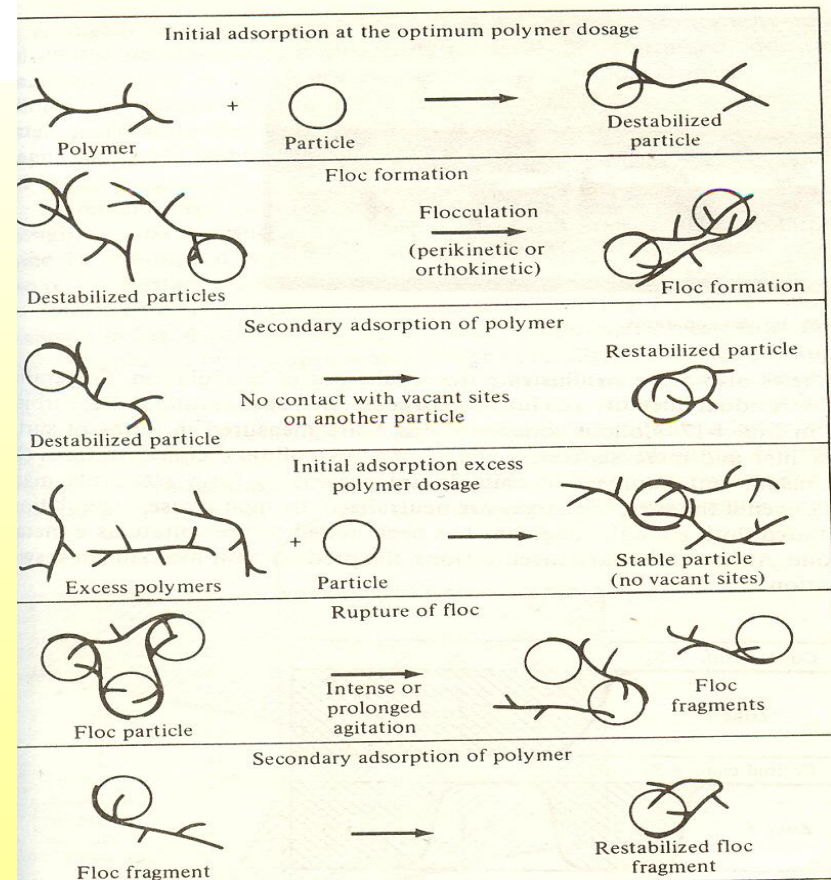 Initial adsorption at the optimum polymer dosage
Polymer
+
Particle
Destabilized
particle
Floc formation
Destabilized particles
Flocculation
(perikinetic or
orthokinetic)
Floc formation
Secondary adsorption of polymer
Destabilized particle
No contact with vacant sites
on another particle
Restabilized particle
Initial adsorption excess
polymer dosage
Excess polymers
+
Particle
Stable particle
(no vacant sites)
Rupture of floc
Floc particle
Intense or
prolonged
agitation
Floc
fragments
Secondary adsorption of polymer
Floc fragment
Restabilized floc
fragment